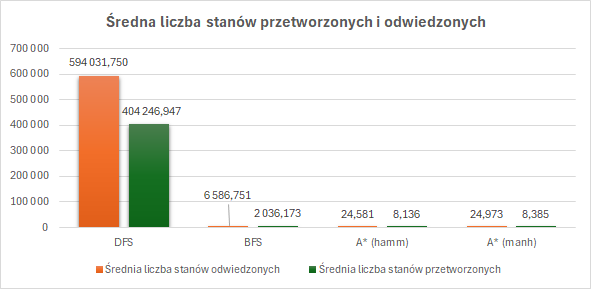 Średna liczba stanów przetworzonych i odwiedzonych
700 000
600 000
500 000
400 000
300 000
200 000
100 000
0
594 031,750
404 246,947
6 586,751
2 036,173
24,581
8,136
24,973
8,385
DFS
BFS
A* (hamm)
A* (manh)
Średnia liczba stanów odwiedzonych
Średnia liczba stanów przetworzonych